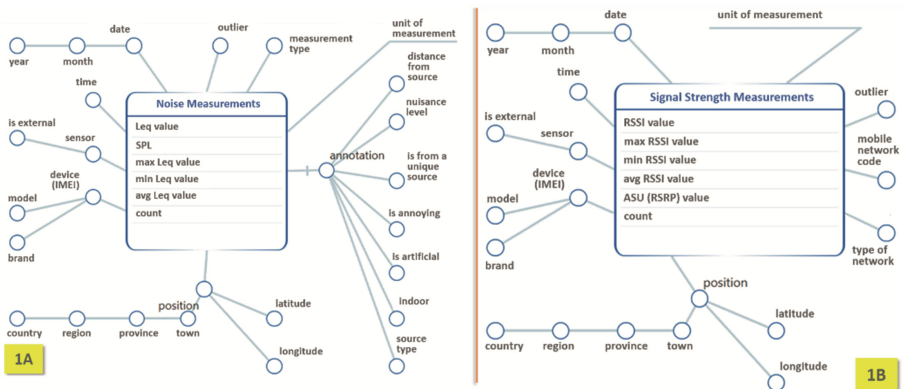 date
outlier
measurement
type
unit of
measurement
year
month
time
distance
from
source
nuisance
level
is external
sensor
Noise Measurements
Leq value
SPL
max Leq value
min Leq value
avg Leq value
count
annotation
is from a
unique
source
device
(IMEI)
model
brand
is annoying
is artificial
indoor
source
type
position
latitude
longitude
country
region
province
town
1A
date
unit of measurement
year
month
time
outlier
is external
sensor
Signal Strength Measurements
RSSI value
max RSSI value
min RSSI value
avg RSSI value
ASU (RSRP) value
count
mobile
network
code
device
(IMEI)
model
brand
type of
network
position
latitude
longitude
country
region
province
town
1B